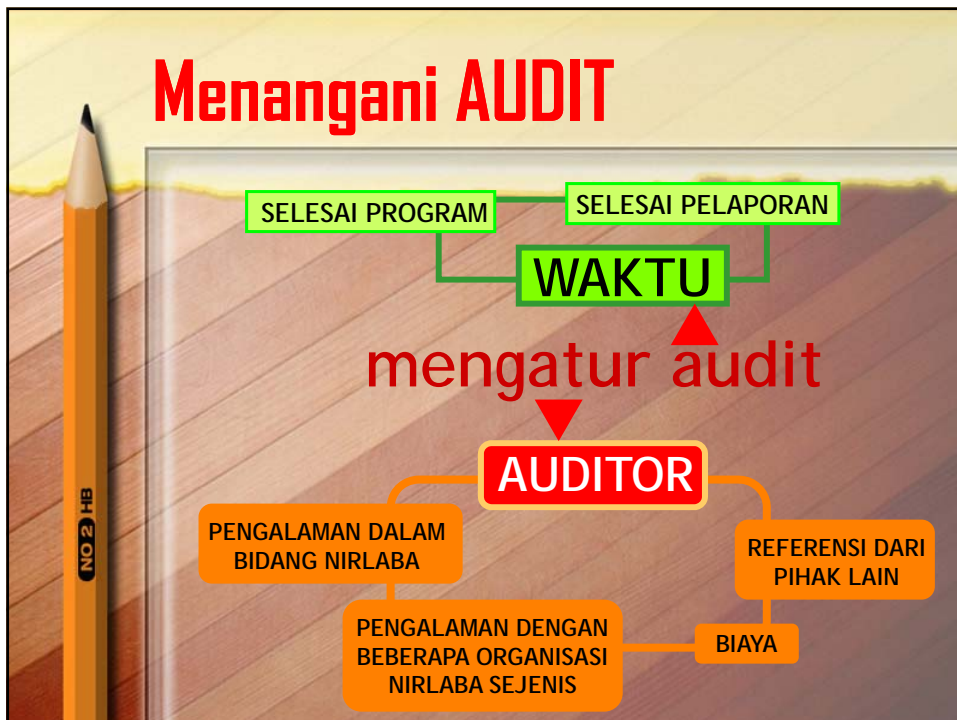 Menangani AUDIT
SELESAI PROGRAM
SELESAI PELAPORAN
WAKTU
mengatur audit
AUDITOR
PENGALAMAN DALAM
BIDANG NIRLABA
REFERENSI DARI
PIHAK LAIN
PENGALAMAN DENGAN
BEBERAPA ORGANISASI
NIRLABA SEJENIS
BIAYA
NO 2 HB